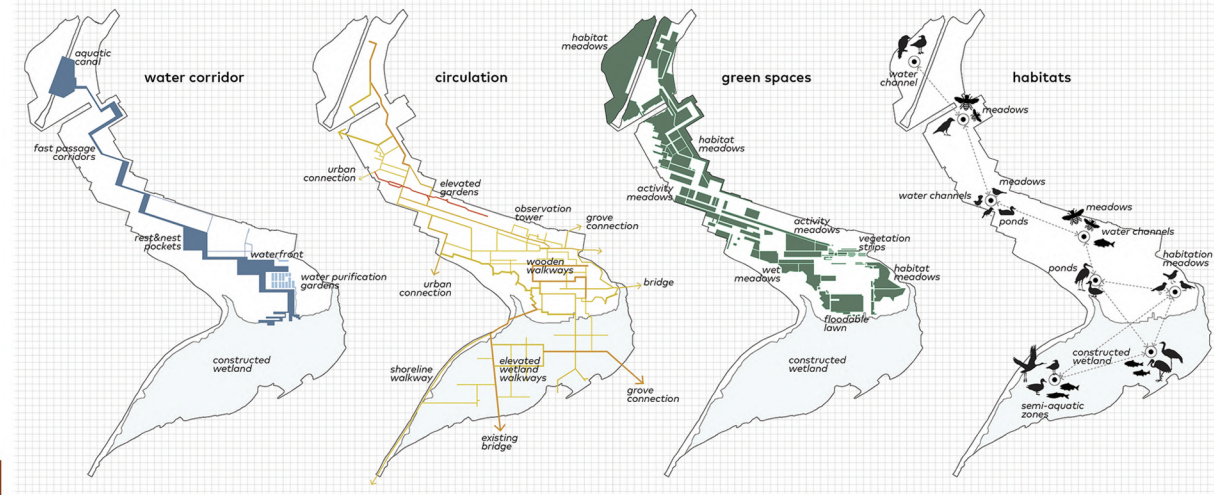 water corridor
aquatic
canal
fast passage
corridors
rest&nest
pockets
waterfront
water purification
gardens
constructed
wetland
circulation
urban
connection
elevated
gardens
observation
tower
grove
connection
wooden
walkways
urban
connection
bridge
shoreline
walkway
elevated
wetland
walkways
grove
connection
existing
bridge
green spaces
habitat
meadows
habitat
meadows
activity
meadows
activity
meadows
vegetation
strips
wet
meadows
habitat
meadows
floodable
lawn
constructed
wetland
habitats
water
channel
meadows
meadows
water channels
ponds
meadows
water channels
habitation
meadows
ponds
constructed
wetland
semi-aquatic
zones